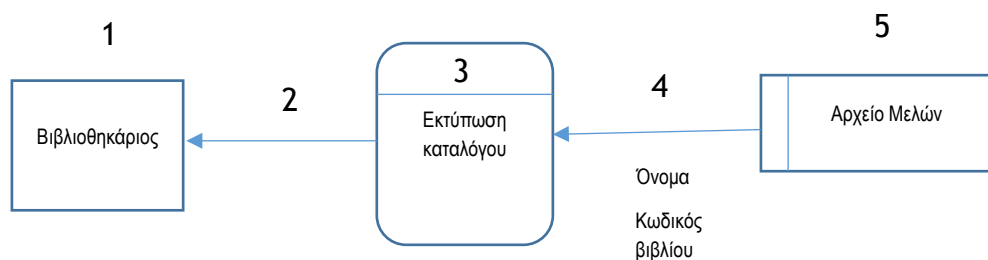 1
2
3
4
5
Βιβλιοθηκάριος
Εκτύπωση
καταλόγου
Αρχείο Μελών
Όνομα
Κωδικός
βιβλίου